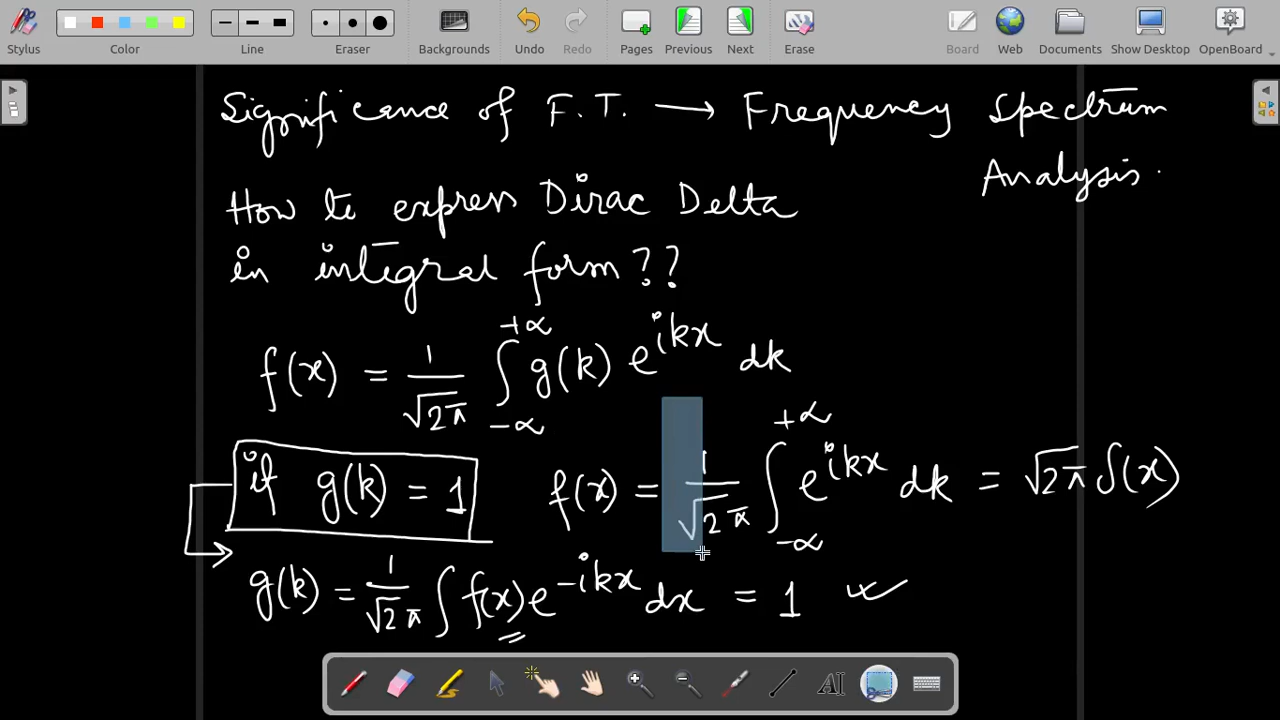 Stylus Color Line Eraser Backgrounds Undo Redo Pages Previous Next Erase Board Web Documents Show Desktop OpenBoard
Significance of F.T. → Frequency Spectrum
Analysis.
How to express Dirac Delta
in integral form??
f(x) = 1/√2π ∫_{-α}^{+α} g(k) e^{ikx} dk
if g(k) = 1 f(x) = 1/√2π ∫_{-α}^{+α} e^{ikx} dk = √2π δ(x)
g(k) = 1/√2π ∫ f(x) e^{-ikx} dx = 1
AI